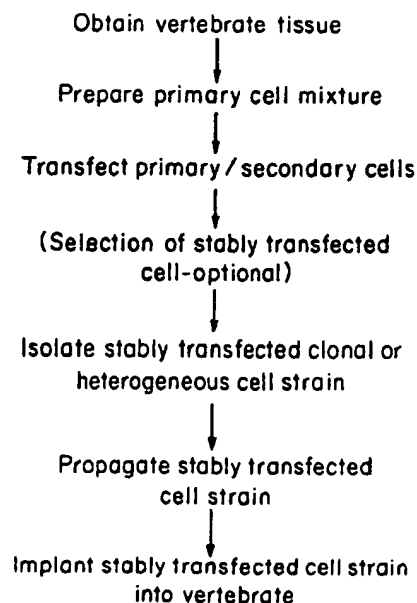 Obtain vertebrate tissue
Prepare primary cell mixture
Transfect primary/secondary cells
(Selection of stably transfected
cell-optional)
Isolate stably transfected clonal or
heterogeneous cell strain
Propagate stably transfected
cell strain
Implant stably transfected cell strain
into vertebrate